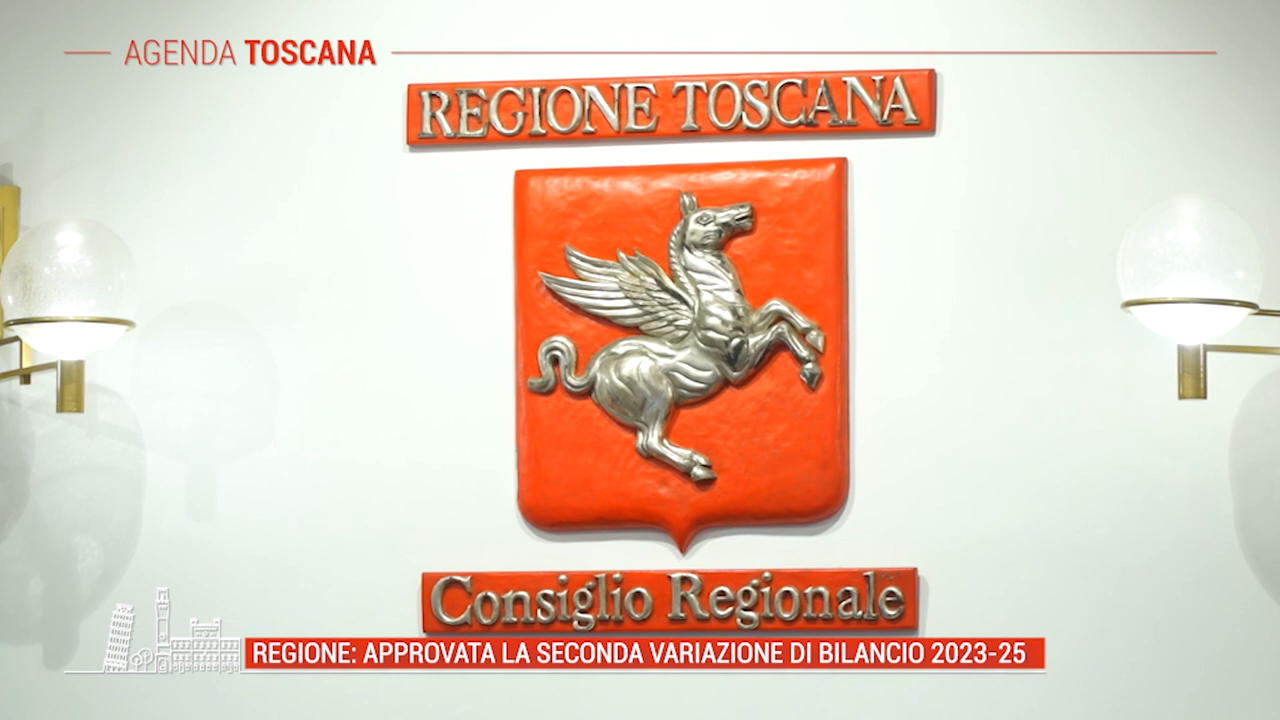 AGENDA TOSCANA
REGIONE TOSCANA
Consiglio Regionale
REGIONE: APPROVATA LA SECONDA VARIAZIONE DI BILANCIO 2023-25